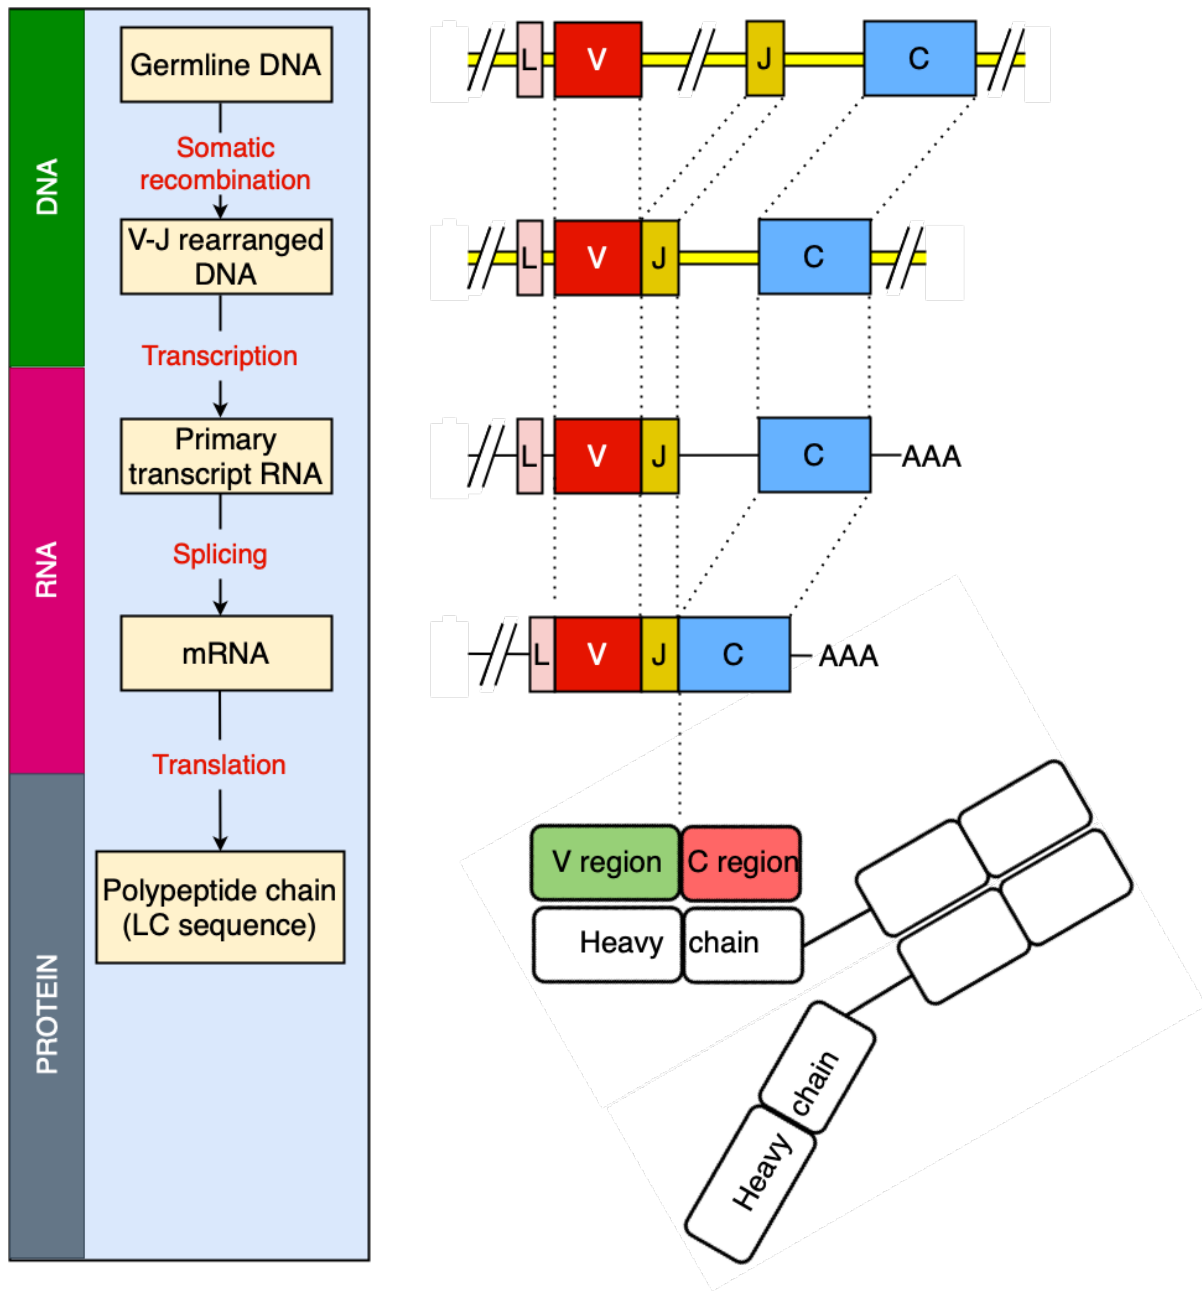 DNA
RNA
PROTEIN
Germline DNA
Somatic
recombination
V-J rearranged
DNA
Transcription
Primary
transcript RNA
Splicing
mRNA
Translation
Polypeptide chain
(LC sequence)
L V J C
L V J C
L V J C AAA
L V J C AAA
V region C region
Heavy chain
Heavy chain